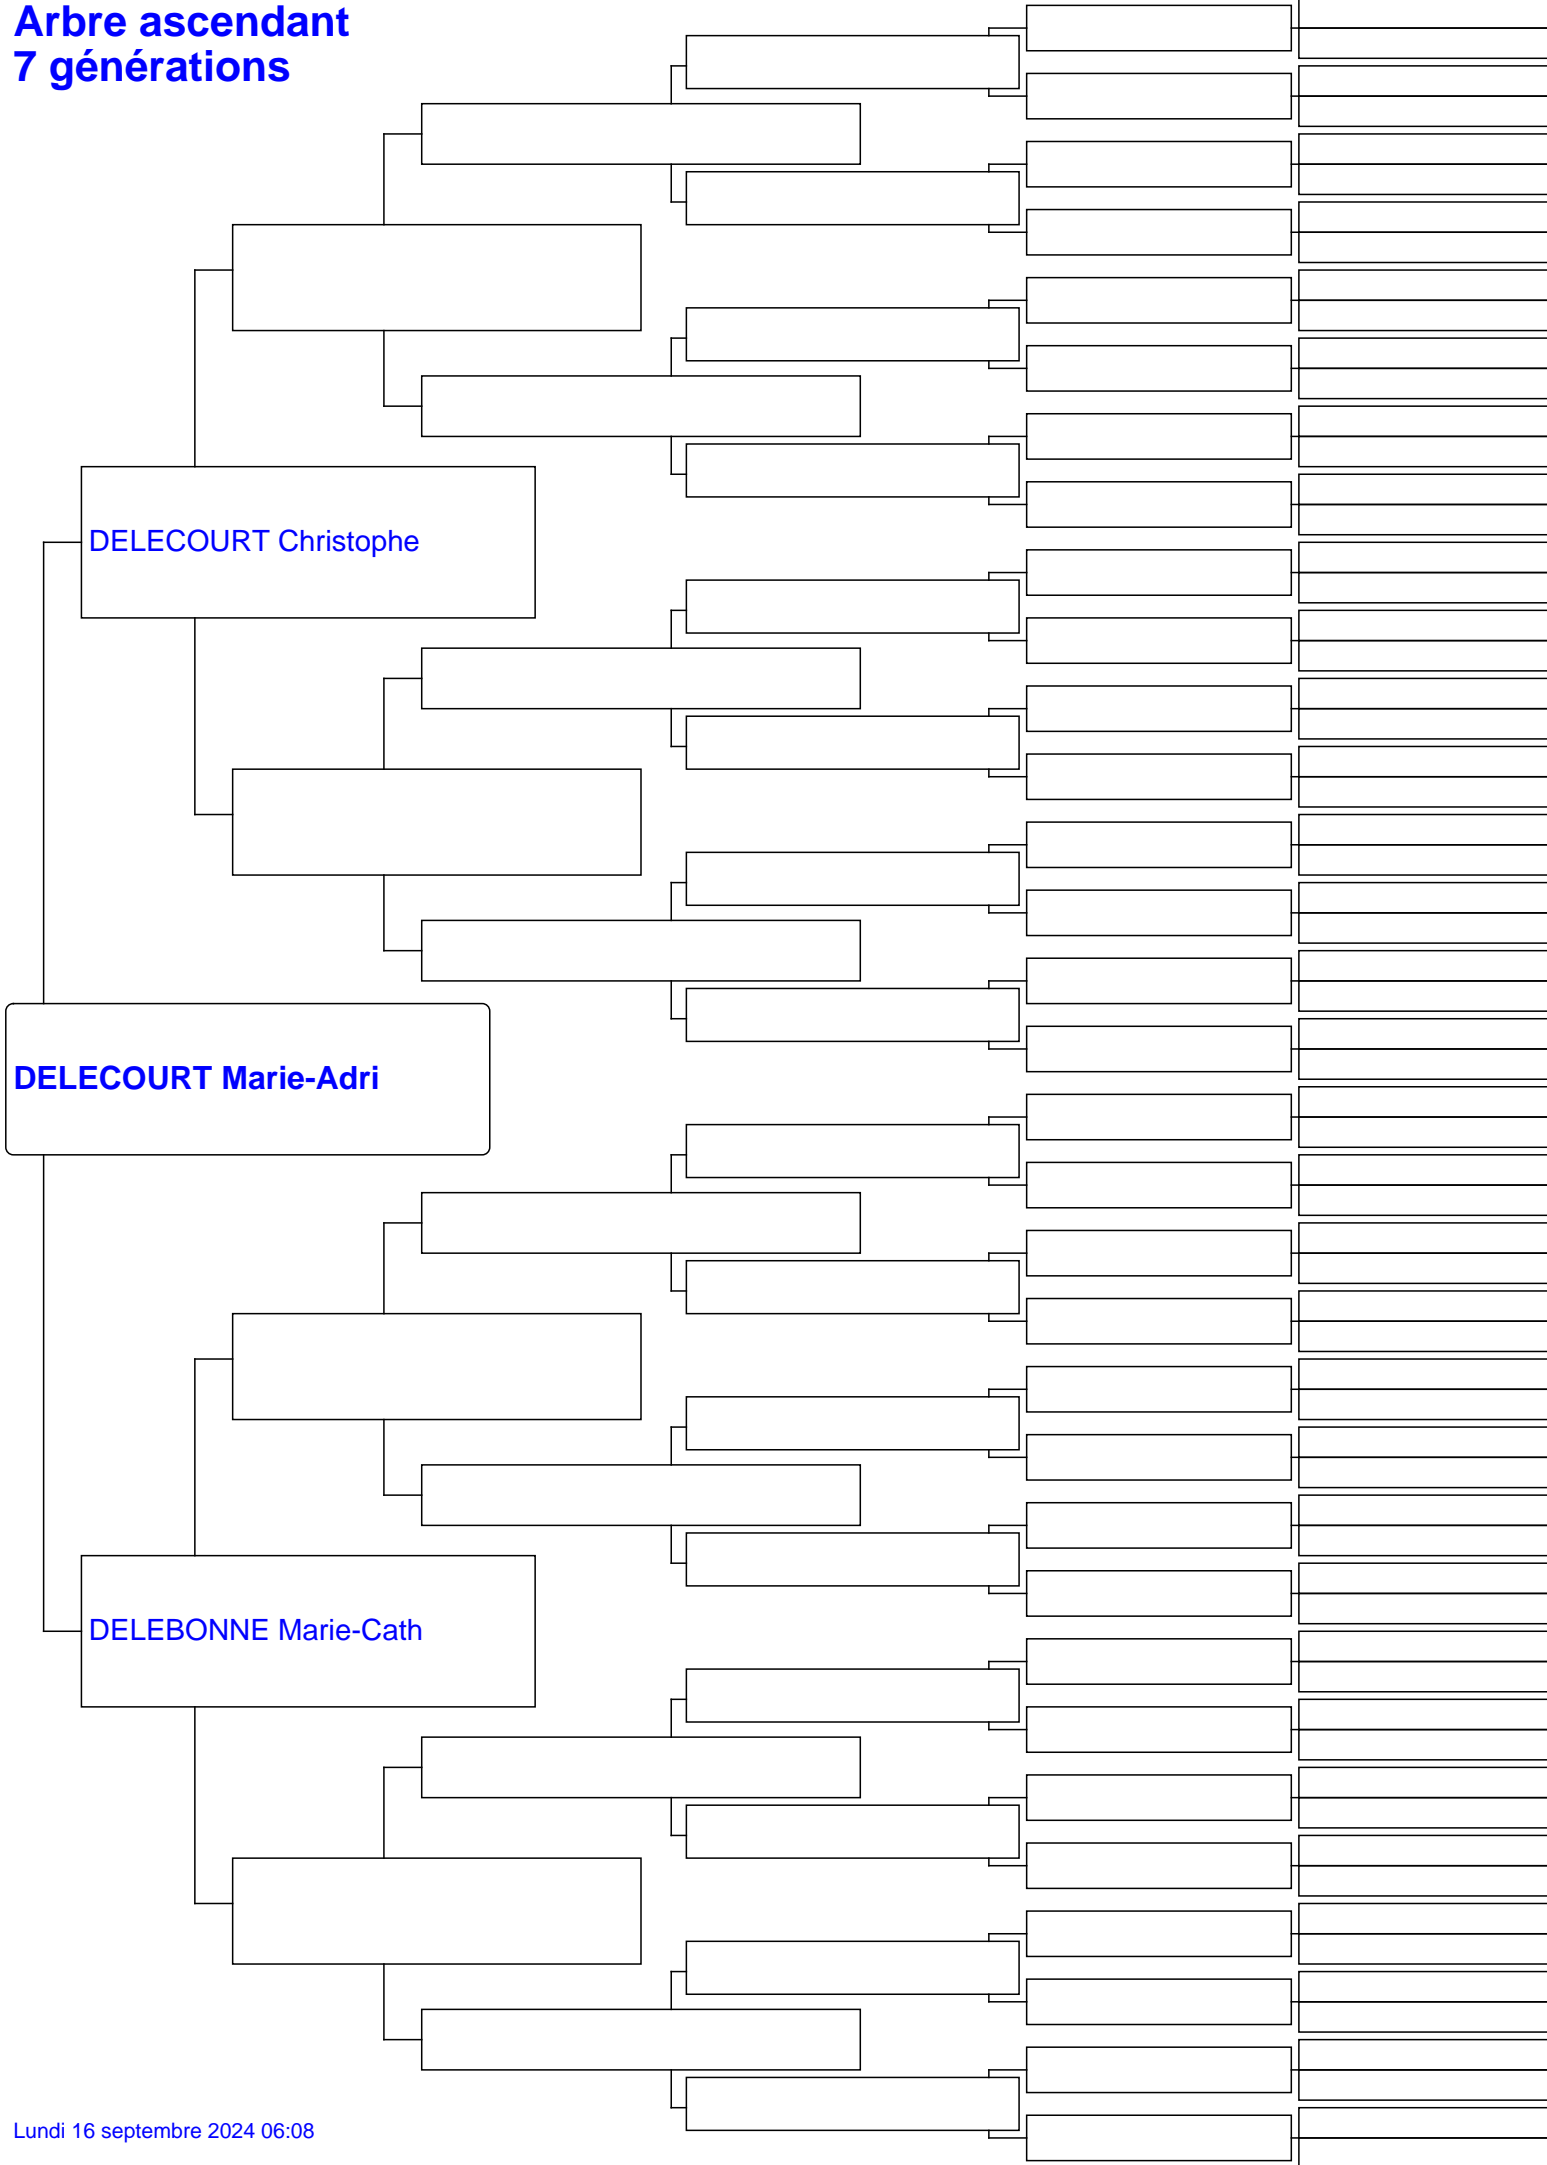 Arbre ascendant
7 générations
DELECOURT Christophe
DELECOURT Marie-Adri
DELEBONNE Marie-Cath
Lundi 16 septembre 2024 06:08